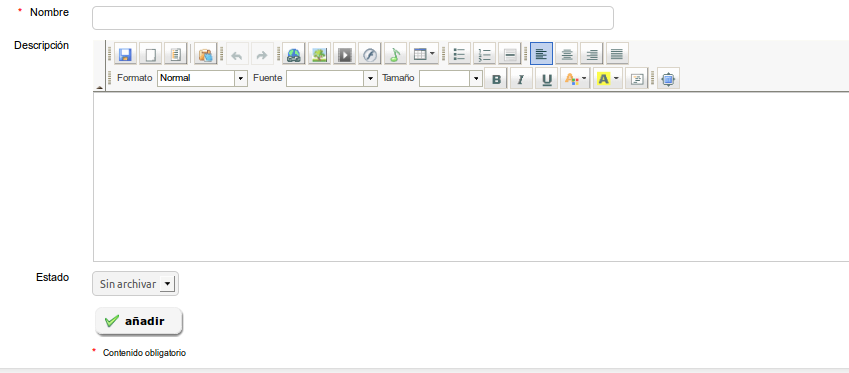 * Nombre
Descripción
Formato Normal Fuente Tamaño B I U A A
Estado Sin archivar
añadir
* Contenido obligatorio